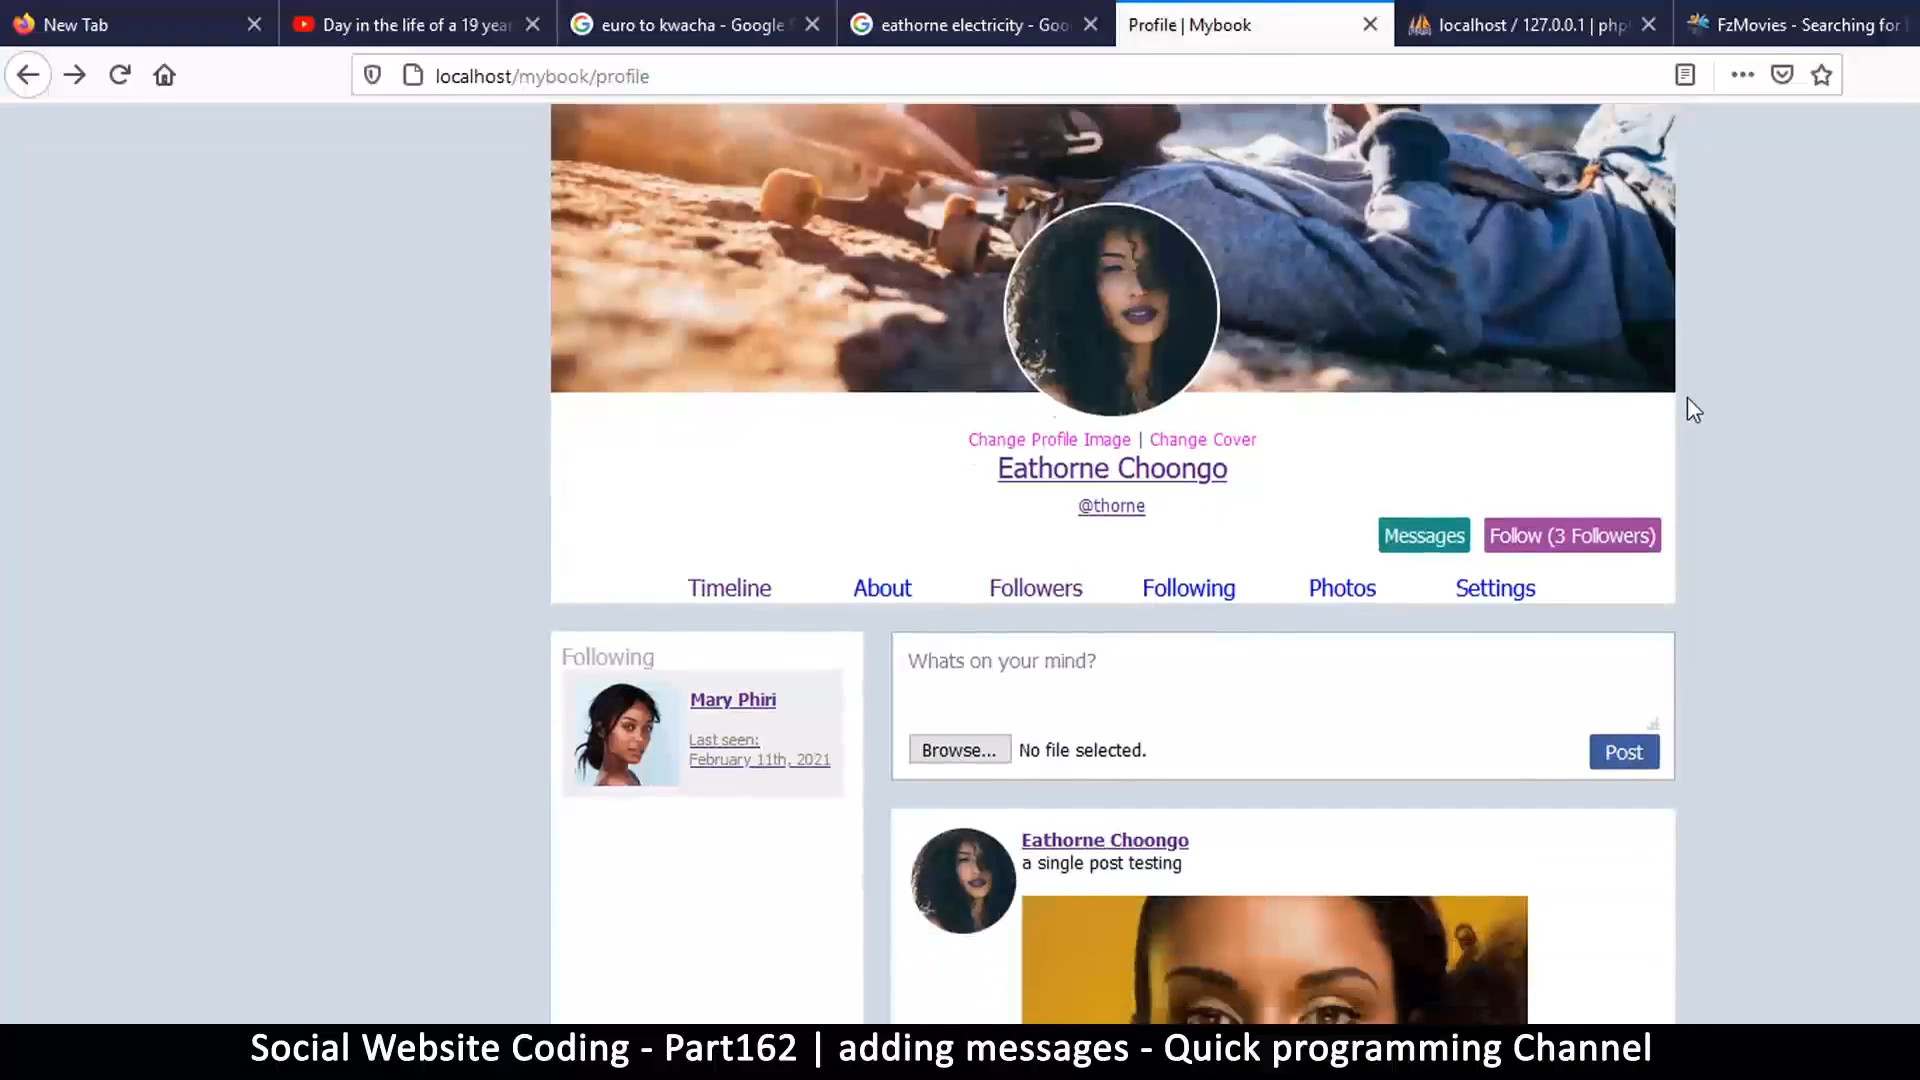 New Tab
Day in the life of a 19 year
euro to kwacha - Google S
eathorne electricity - Goo
Profile | Mybook
localhost / 127.0.0.1 | php
FzMovies - Searching for
localhost/mybook/profile
Change Profile Image | Change Cover
Eathorne Choongo
@thorne
Messages
Follow (3 Followers)
Timeline
About
Followers
Following
Photos
Settings
Following
Mary Phiri
Last seen:
February 11th, 2021
Whats on your mind?
Browse...
No file selected.
Post
Eathorne Choongo
a single post testing
Social Website Coding - Part162 | adding messages - Quick programming Channel